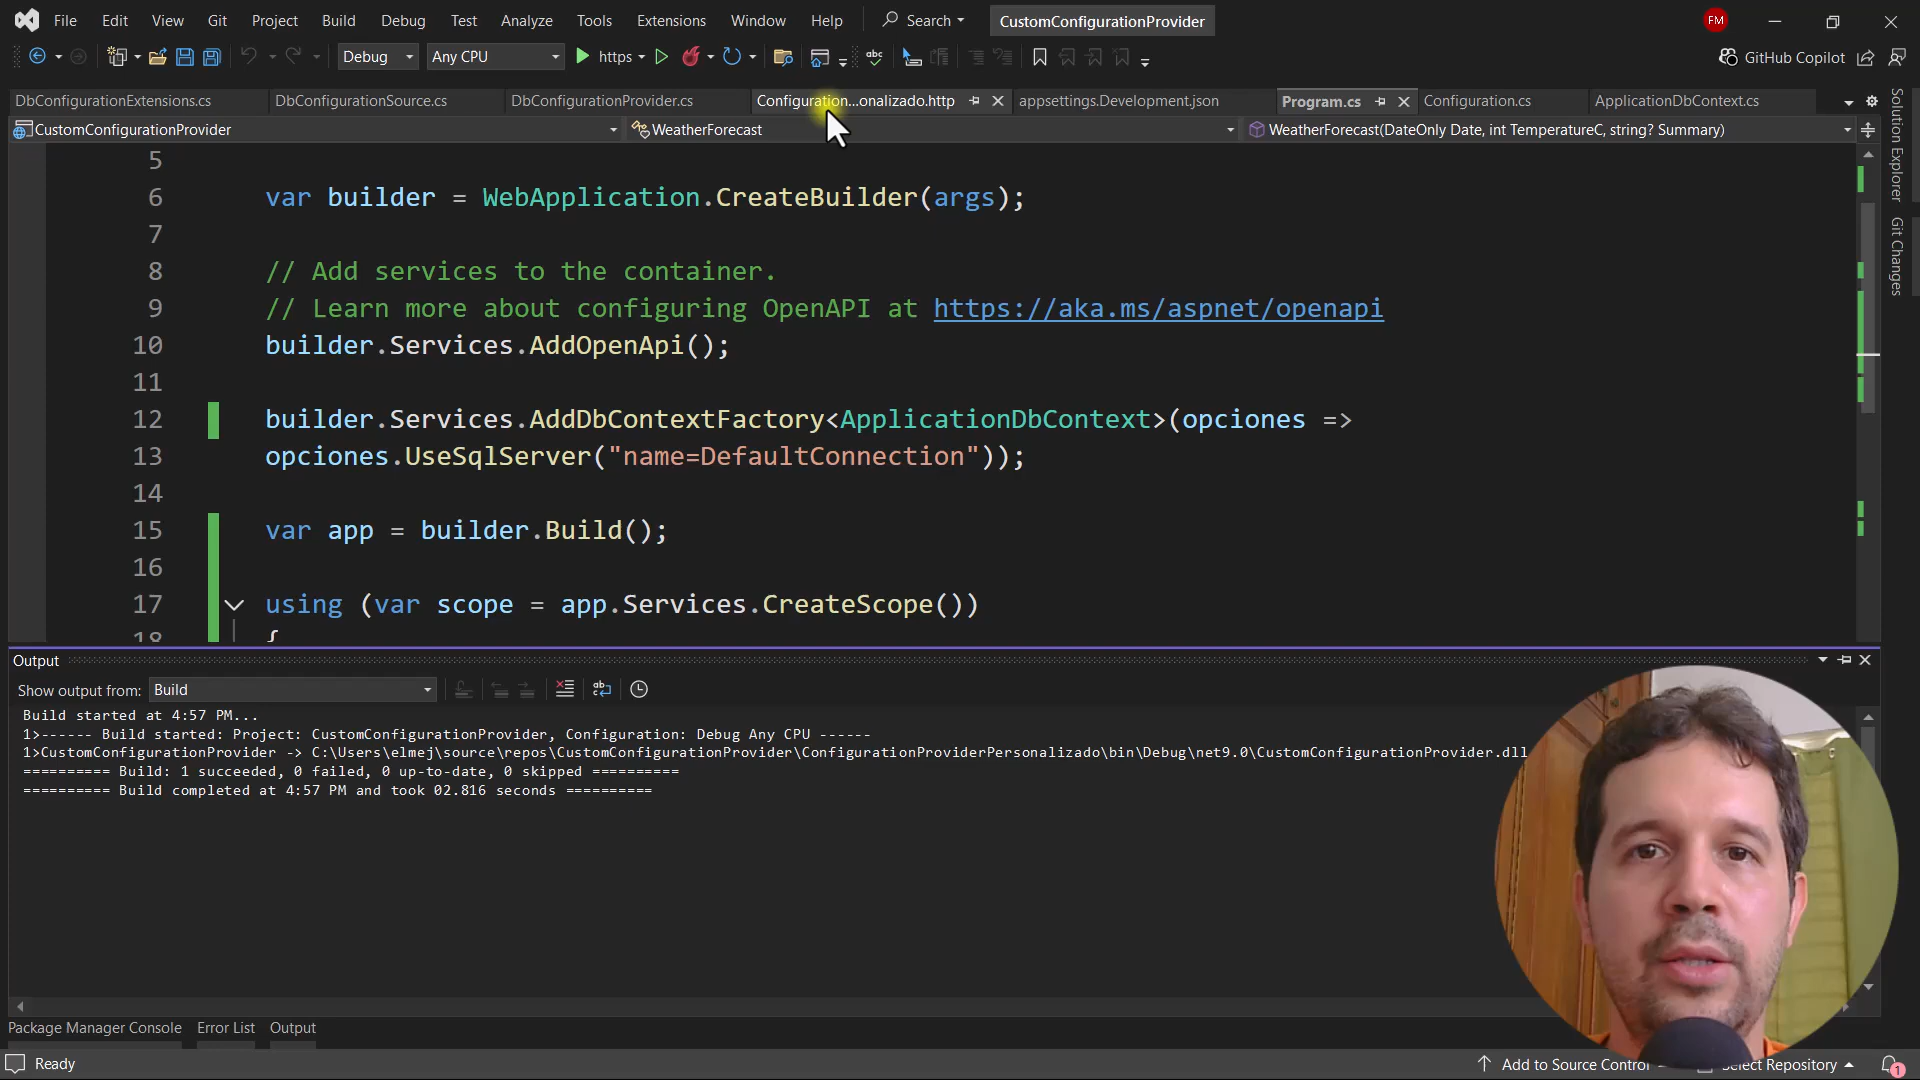 File Edit View Git Project Build Debug Test Analyze Tools Extensions Window Help Search CustomConfigurationProvider FM
Debug Any CPU https GitHub Copilot
DbConfigurationExtensions.cs DbConfigurationSource.cs DbConfigurationProvider.cs Configuration...onalizado.http appsettings.Development.json Program.cs Configuration.cs ApplicationDbContext.cs
CustomConfigurationProvider WeatherForecast WeatherForecast(DateOnly Date, int TemperatureC, string? Summary)
Solution Explorer
Git Changes
5
6 var builder = WebApplication.CreateBuilder(args);
7
8 // Add services to the container.
9 // Learn more about configuring OpenAPI at https://aka.ms/aspnet/openapi
10 builder.Services.AddOpenApi();
11
12 builder.Services.AddDbContextFactory<ApplicationDbContext>(opciones =>
13 opciones.UseSqlServer("name=DefaultConnection"));
14
15 var app = builder.Build();
16
17 using (var scope = app.Services.CreateScope())
18 {
Output
Show output from: Build
Build started at 4:57 PM...
1>------ Build started: Project: CustomConfigurationProvider, Configuration: Debug Any CPU ------
1>CustomConfigurationProvider -> C:\Users\elmej\source\repos\CustomConfigurationProvider\ConfigurationProviderPersonalizado\bin\Debug\net9.0\CustomConfigurationProvider.dll
========== Build: 1 succeeded, 0 failed, 0 up-to-date, 0 skipped ==========
========== Build completed at 4:57 PM and took 02.816 seconds ==========
Package Manager Console Error List Output
Ready Add to Source Control Select Repository 1